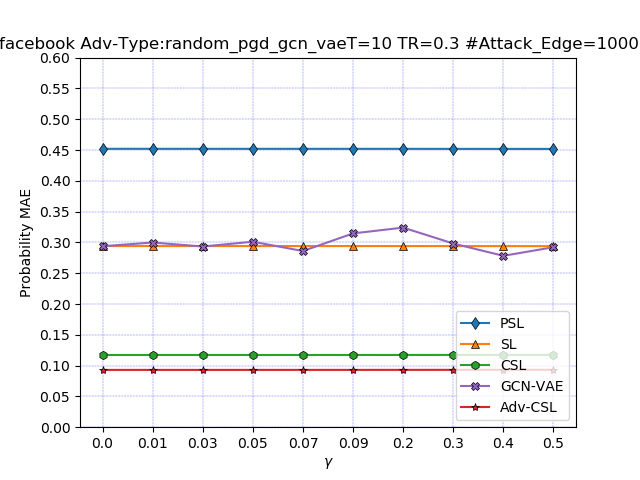 facebook Adv-Type:random_pgd_gcn_vaeT=10 TR=0.3 #Attack_Edge=1000
0.60
0.55
0.50
0.45
0.40
0.35
0.30
0.25
0.20
0.15
0.10
0.05
0.00
Probability MAE
PSL
SL
CSL
GCN-VAE
Adv-CSL
0.0 0.01 0.03 0.05 0.07 0.09 0.2 0.3 0.4 0.5
γ